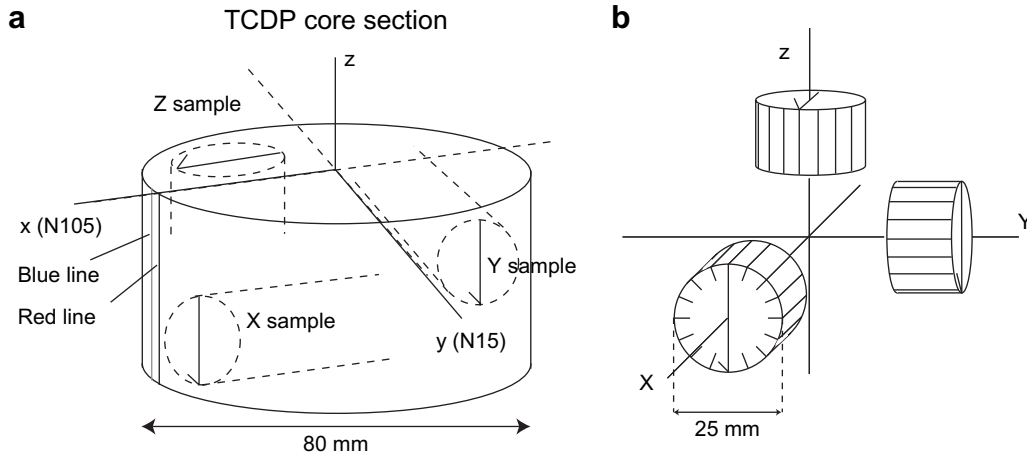 a
TCDP core section
z
Z sample
x (N105)
Blue line
Red line
X sample
Y sample
y (N15)
80 mm
b
z
Y
X
25 mm